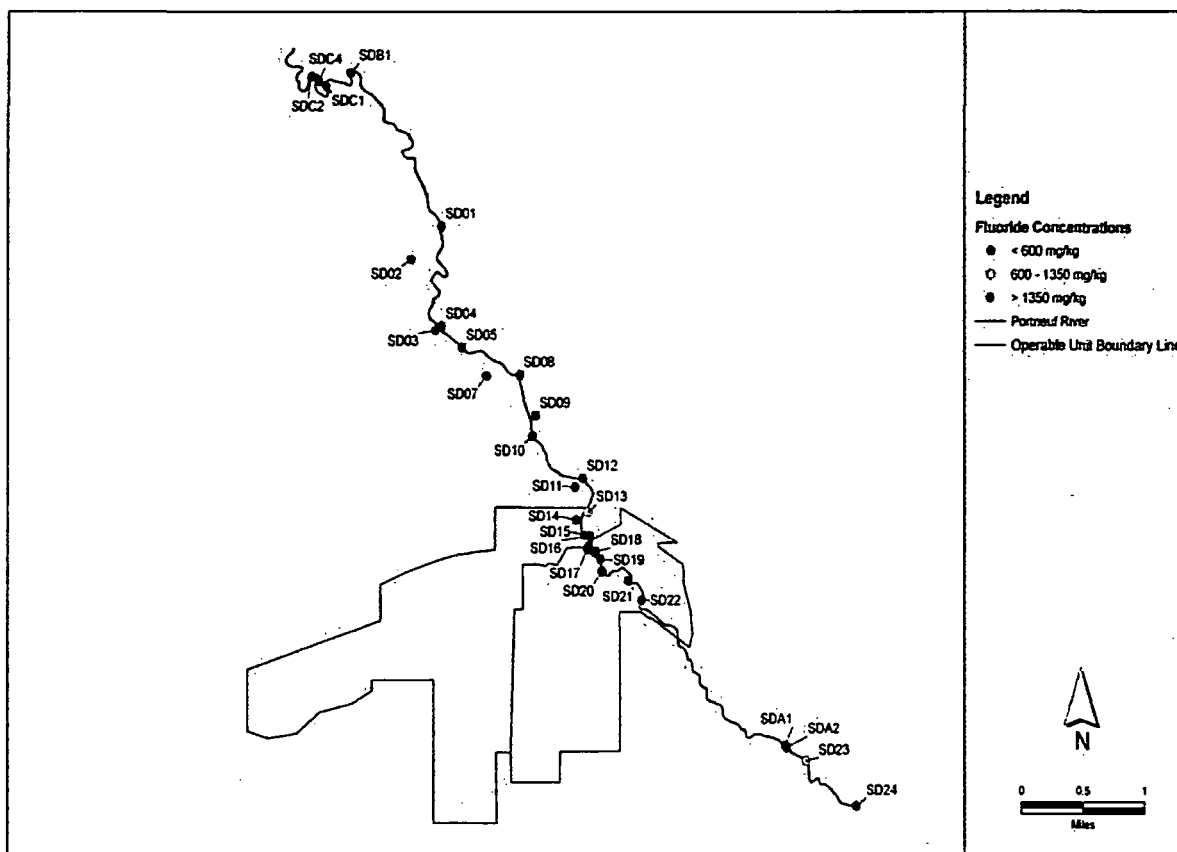 SDC4
SDB1
SDC2
SDC1
SD01
SD02
SD04
SD03
SD05
SD07
SD08
SD09
SD10
SD12
SD11
SD13
SD14
SD15
SD16
SD18
SD17
SD19
SD20
SD21
SD22
SDA1
SDA2
SD23
SD24
Legend
Fluoride Concentrations
< 600 mg/kg
600 - 1350 mg/kg
> 1350 mg/kg
Portneuf River
Operable Unit Boundary Line
N
0 0.5 1
Miles